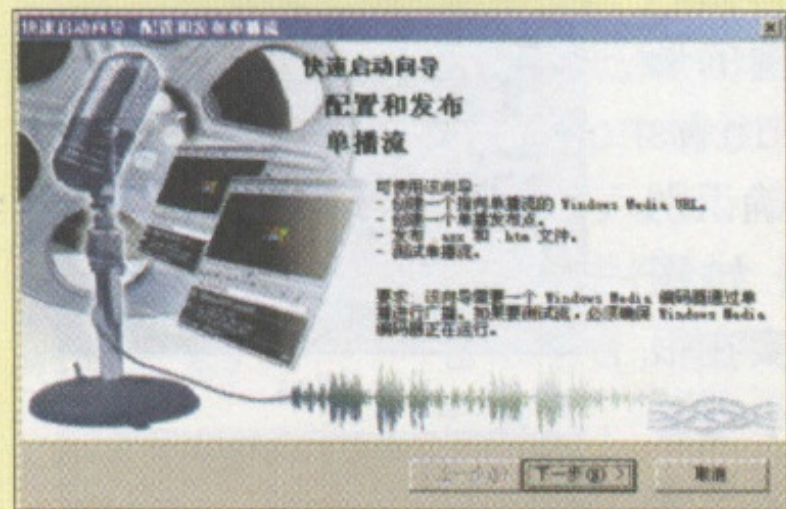 快速启动向导 配置和发布单播流
快速启动向导
配置和发布
单播流
可使用该向导
- 创建一个指向单播流的 Windows Media URL。
- 创建一个单播发布点。
- 发布 .asx 和 .htm 文件。
- 测试单播流。
要求：该向导需要一个 Windows Media 编码器通过单
播进行广播。如果要测试流，必须确保 Windows Media
编码器正在运行。
下一步(N) >
取消